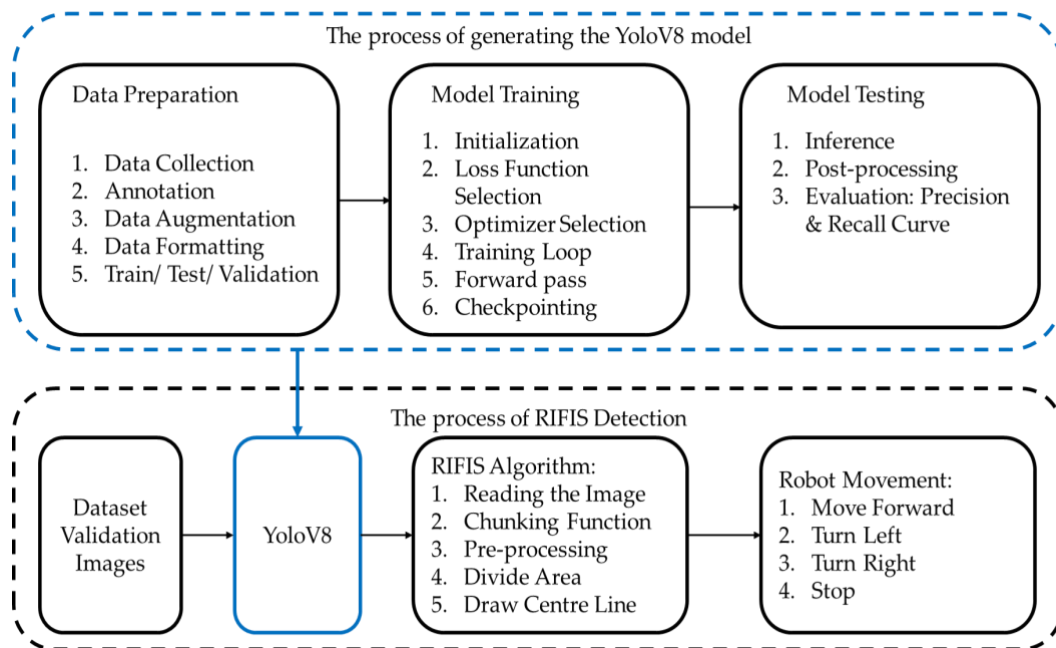 The process of generating the YoloV8 model
Data Preparation
1. Data Collection
2. Annotation
3. Data Augmentation
4. Data Formatting
5. Train/ Test/ Validation
Model Training
1. Initialization
2. Loss Function
Selection
3. Optimizer Selection
4. Training Loop
5. Forward pass
6. Checkpointing
Model Testing
1. Inference
2. Post-processing
3. Evaluation: Precision
& Recall Curve
The process of RIFIS Detection
Dataset
Validation
Images
YoloV8
RIFIS Algorithm:
1. Reading the Image
2. Chunking Function
3. Pre-processing
4. Divide Area
5. Draw Centre Line
Robot Movement:
1. Move Forward
2. Turn Left
3. Turn Right
4. Stop